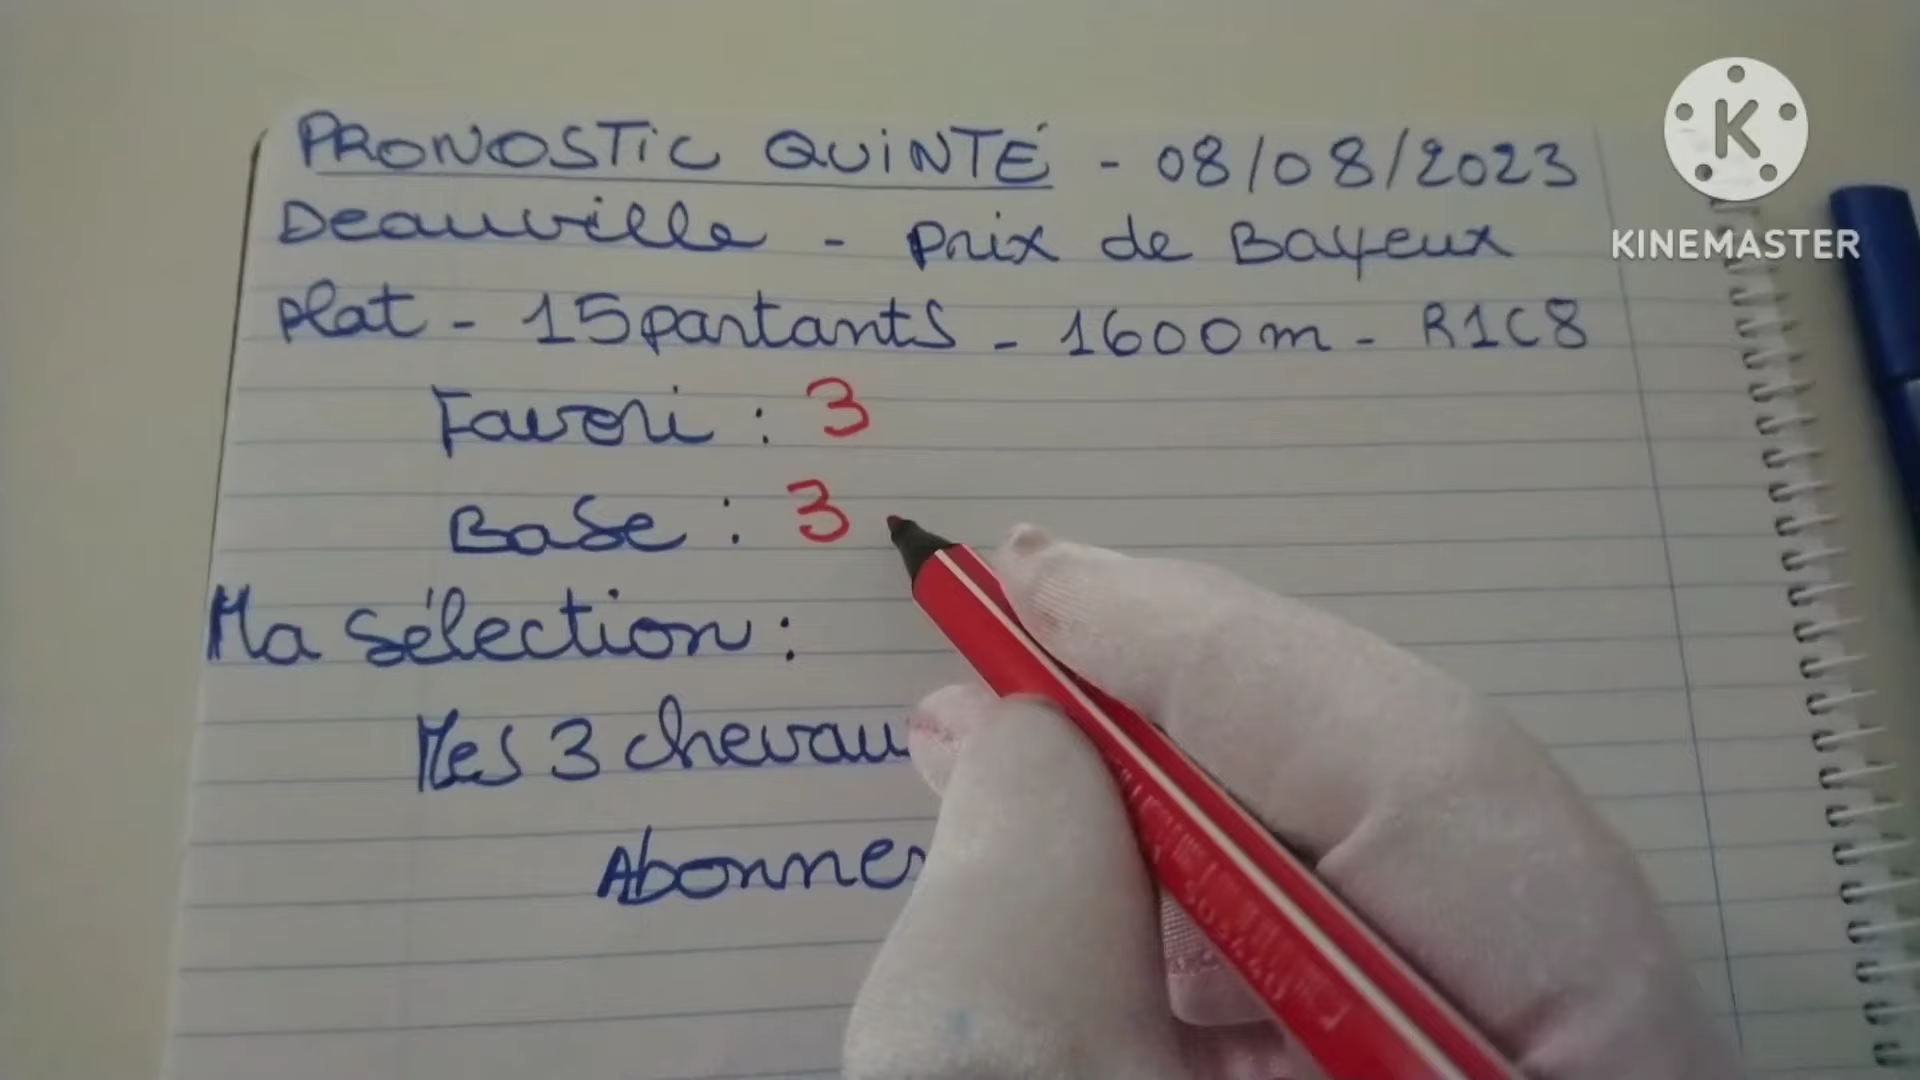 PRONOSTIC QUINTÉ - 08/08/2023
Deauville - Prix de Bayeux
Plat - 15 partants - 1600m - R1C8
Favori : 3
Base : 3
Ma sélection :
Mes 3 chevau
Abonne
K
KINEMASTER